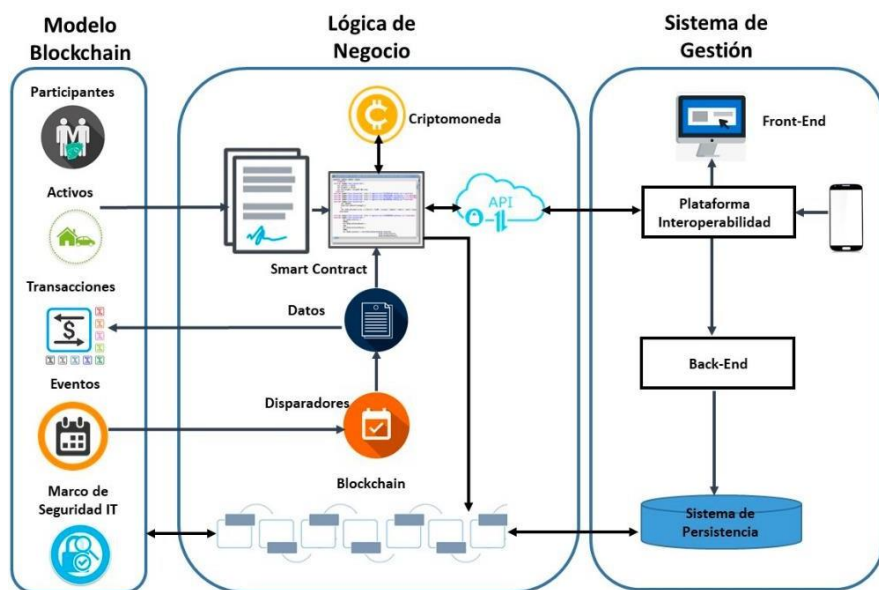 Modelo
Blockchain
Lógica de
Negocio
Sistema de
Gestión
Participantes
Activos
Transacciones
Eventos
Marco de
Seguridad IT
Criptomoneda
API
Smart Contract
Datos
Disparadores
Blockchain
Front-End
Plataforma
Interoperabilidad
Back-End
Sistema de
Persistencia